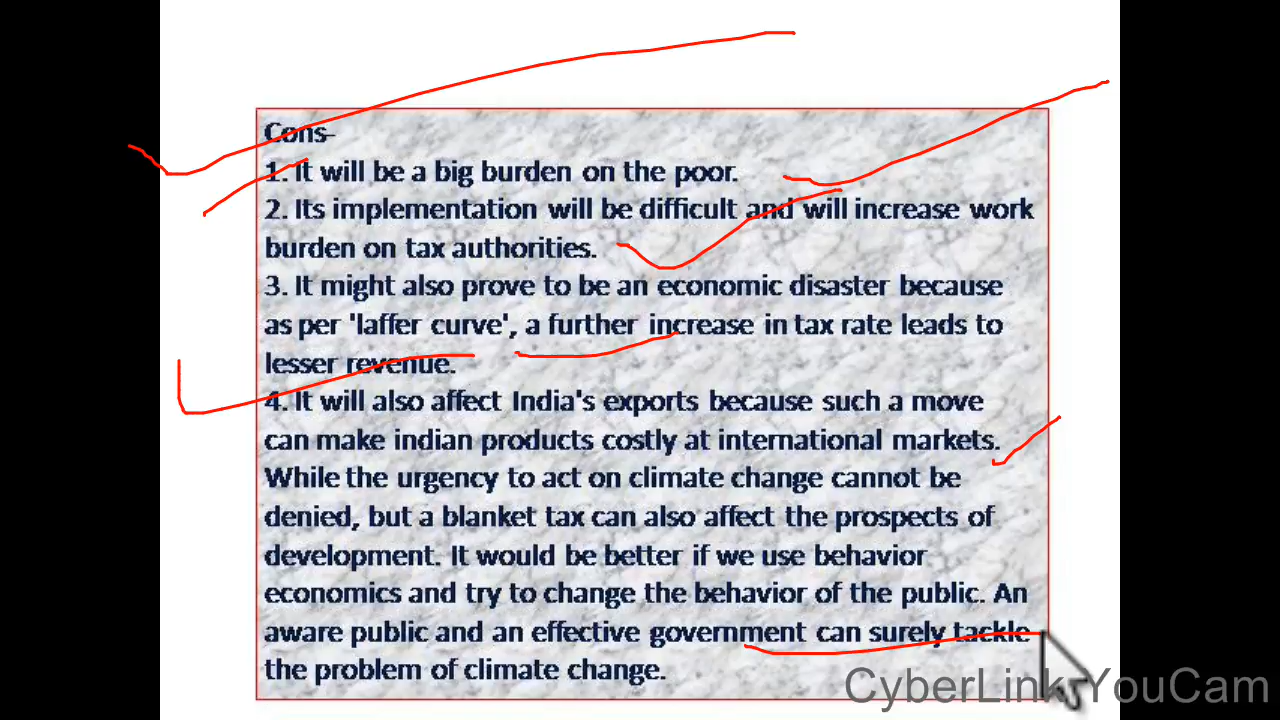 Cons-
1. It will be a big burden on the poor.
2. Its implementation will be difficult and will increase work
burden on tax authorities.
3. It might also prove to be an economic disaster because
as per 'laffer curve', a further increase in tax rate leads to
lesser revenue.
4. It will also affect India's exports because such a move
can make indian products costly at international markets.
While the urgency to act on climate change cannot be
denied, but a blanket tax can also affect the prospects of
development. It would be better if we use behavior
economics and try to change the behavior of the public. An
aware public and an effective government can surely tackle
the problem of climate change.
CyberLink YouCam